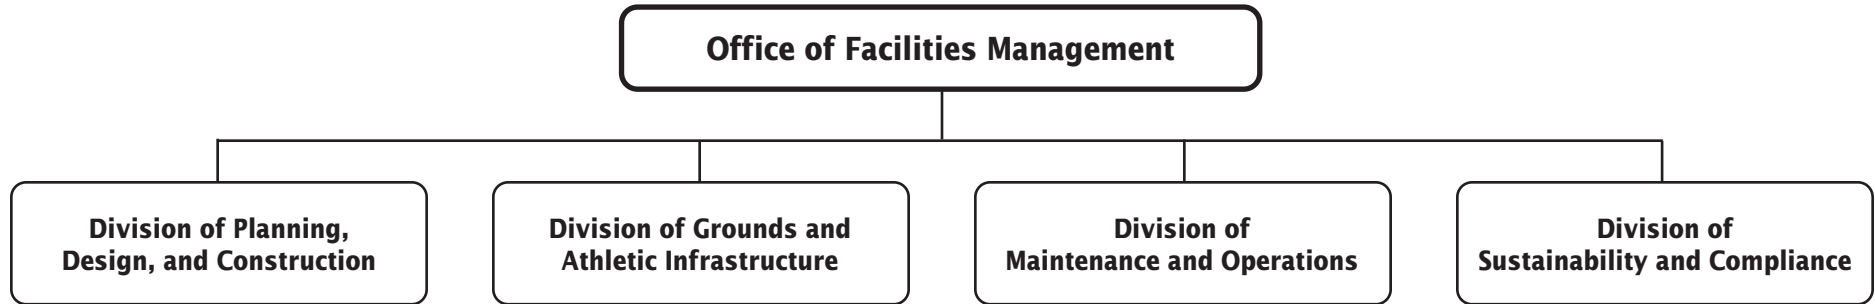 Office of Facilities Management
Division of Planning,
Design, and Construction
Division of Grounds and
Athletic Infrastructure
Division of
Maintenance and Operations
Division of
Sustainability and Compliance